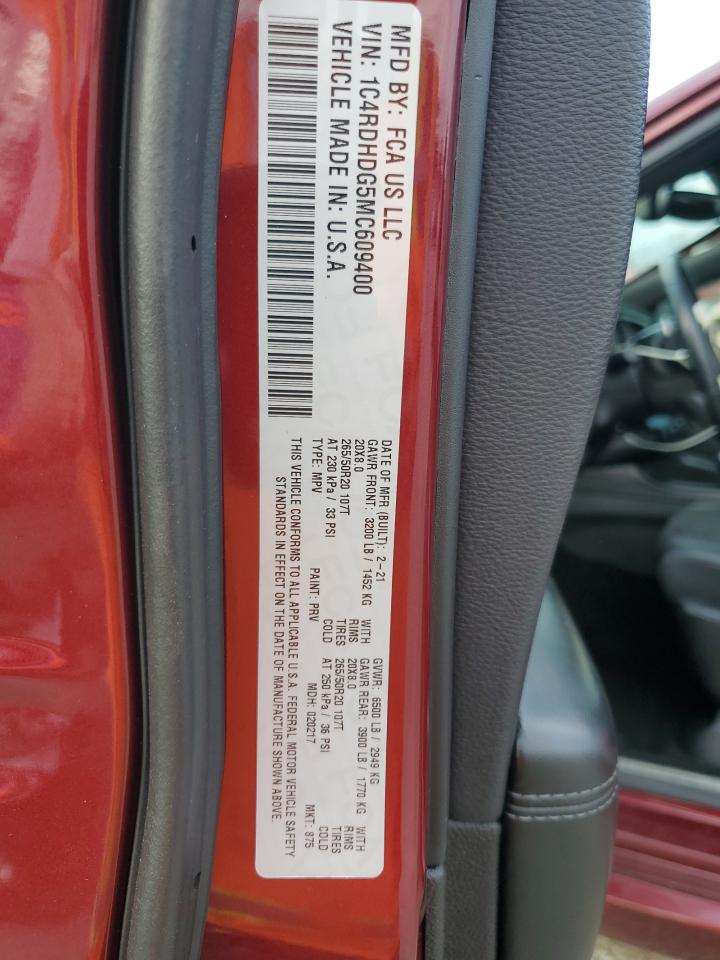 MFD BY: FCA US LLC
VIN: 1C4RDHDG5MC609400
VEHICLE MADE IN: U.S.A.
DATE OF MFR (BUILT): 2-21 GVWR: 6500 LB / 2949 KG
GAWR FRONT: 3200 LB / 1452 KG WITH GAWR REAR: 3900 LB / 1770 KG WITH
20X8.0 RIMS 20X8.0 RIMS
265/50R20 107T TIRES 265/50R20 107T TIRES
AT 230 kPa / 33 PSI COLD AT 250 kPa / 36 PSI COLD
TYPE: MPV PAINT: PRV MDH: 020217 MKT: 875
THIS VEHICLE CONFORMS TO ALL APPLICABLE U.S.A. FEDERAL MOTOR VEHICLE SAFETY
STANDARDS IN EFFECT ON THE DATE OF MANUFACTURE SHOWN ABOVE.